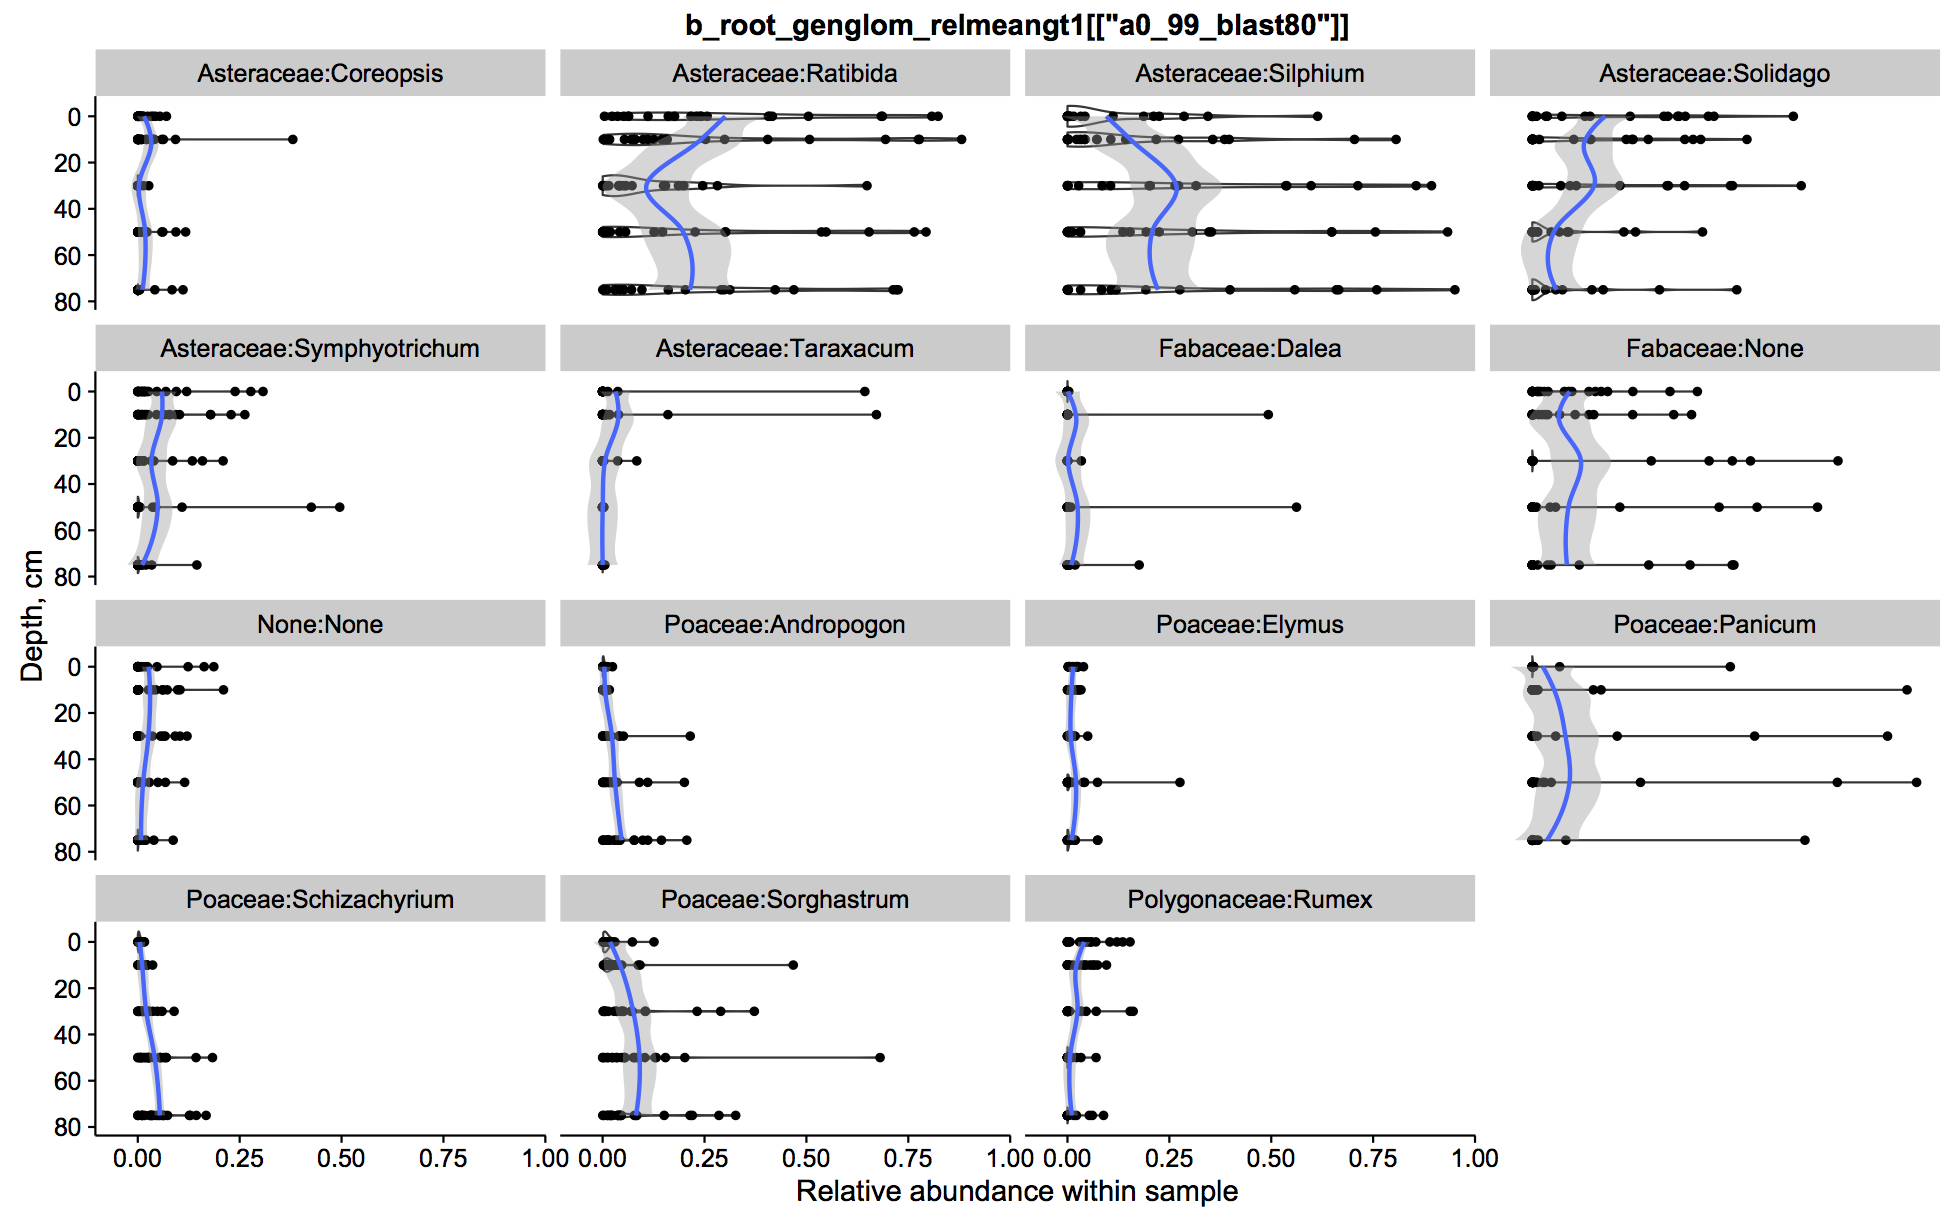 b_root_genglom_relmeangt1[["a0_99_blast80"]]
Asteraceae:Coreopsis Asteraceae:Ratibida Asteraceae:Silphium Asteraceae:Solidago
0
20
40
60
80
Asteraceae:Symphyotrichum Asteraceae:Taraxacum Fabaceae:Dalea Fabaceae:None
0
20
40
60
80
Depth, cm
None:None Poaceae:Andropogon Poaceae:Elymus Poaceae:Panicum
0
20
40
60
80
Poaceae:Schizachyrium Poaceae:Sorghastrum Polygonaceae:Rumex
0
20
40
60
80
0.00 0.25 0.50 0.75 1.00 0.00 0.25 0.50 0.75 1.00 0.00 0.25 0.50 0.75 1.00
Relative abundance within sample